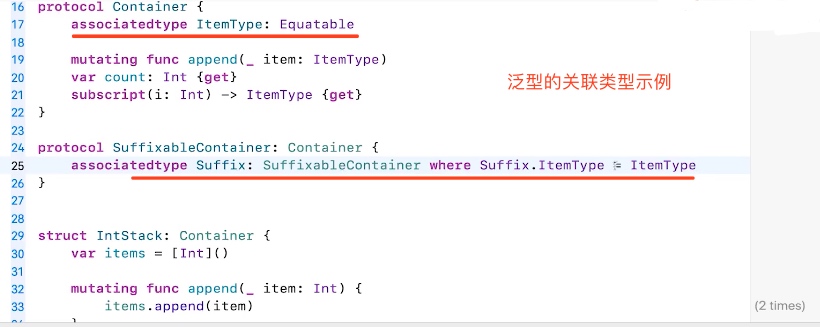 16 protocol Container {
17 associatedtype ItemType: Equatable
18
19 mutating func append(_ item: ItemType)
20 var count: Int {get}
21 subscript(i: Int) -> ItemType {get}
22 }
23
24 protocol SuffixableContainer: Container {
25 associatedtype Suffix: SuffixableContainer where Suffix.ItemType == ItemType
26 }
27
28
29 struct IntStack: Container {
30 var items = [Int]()
31
32 mutating func append(_ item: Int) {
33 items.append(item)
}
泛型的关联类型示例
(2 times)